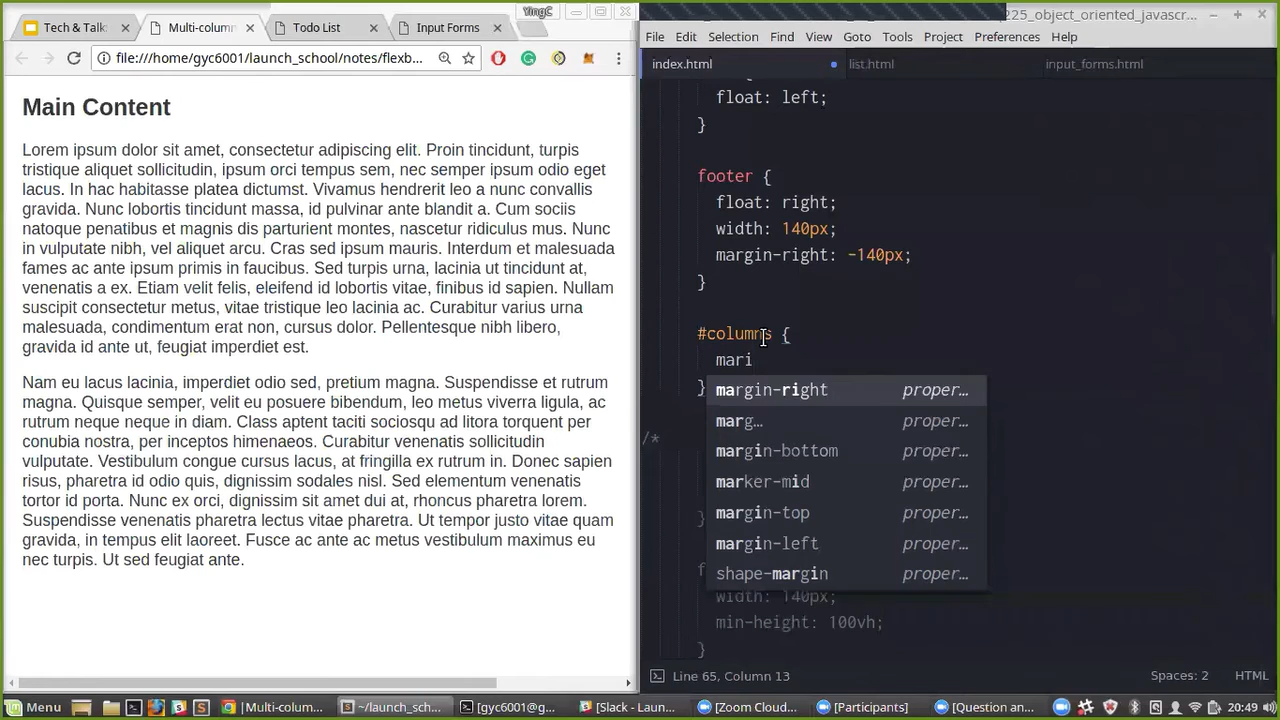 YingC
Tech & Talk:
Multi-column
Todo List
Input Forms
file:///home/gyc6001/launch_school/notes/flexb...
Main Content
Lorem ipsum dolor sit amet, consectetur adipiscing elit. Proin tincidunt, turpis
tristique aliquet sollicitudin, ipsum orci tempus sem, nec semper ipsum odio eget
lacus. In hac habitasse platea dictumst. Vivamus hendrerit leo a nunc convallis
gravida. Nunc lobortis tincidunt massa, id pulvinar ante blandit a. Cum sociis
natoque penatibus et magnis dis parturient montes, nascetur ridiculus mus. Nunc
in vulputate nibh, vel aliquet arcu. Cras sed ipsum mauris. Interdum et malesuada
fames ac ante ipsum primis in faucibus. Sed turpis urna, lacinia ut tincidunt at,
venenatis a ex. Etiam velit felis, eleifend id lobortis vitae, finibus id sapien. Nullam
suscipit consectetur metus, vitae tristique leo lacinia ac. Curabitur varius urna
malesuada, condimentum erat non, cursus dolor. Pellentesque nibh libero,
gravida id ante ut, feugiat imperdiet est.
Nam eu lacus lacinia, imperdiet odio sed, pretium magna. Suspendisse et rutrum
magna. Quisque semper, velit eu posuere bibendum, leo metus viverra ligula, ac
rutrum neque neque in diam. Class aptent taciti sociosqu ad litora torquent per
conubia nostra, per inceptos himenaeos. Curabitur venenatis sollicitudin
vulputate. Vestibulum congue cursus lacus, at fringilla ex rutrum in. Donec sapien
risus, pharetra id odio quis, dignissim sodales nisl. Sed elementum venenatis
tortor id porta. Nunc ex orci, dignissim sit amet dui at, rhoncus pharetra lorem.
Suspendisse venenatis pharetra lectus vitae pharetra. Ut tempor justo vitae quam
gravida, in tempus elit laoreet. Fusce ac ante ac metus vestibulum maximus eu
nec turpis. Ut sed feugiat ante.
225_object_oriented_javascr...
File Edit Selection Find View Goto Tools Project Preferences Help
index.html
list.html
input_forms.html
float: left;
}
footer {
float: right;
width: 140px;
margin-right: -140px;
}
#columns {
mari
}
margin-right proper...
marg...
margin-bottom proper...
marker-mid proper...
margin-top proper...
margin-left proper...
shape-margin proper...
/*
}
f
width: 140px;
min-height: 100vh;
}
Line 65, Column 13
Spaces: 2
HTML
Menu
[Multi-colum...
~/launch_sch...
[gyc6001@g...
[Slack - Laun...
[Zoom Cloud...
[Participants]
[Question an...
20:49